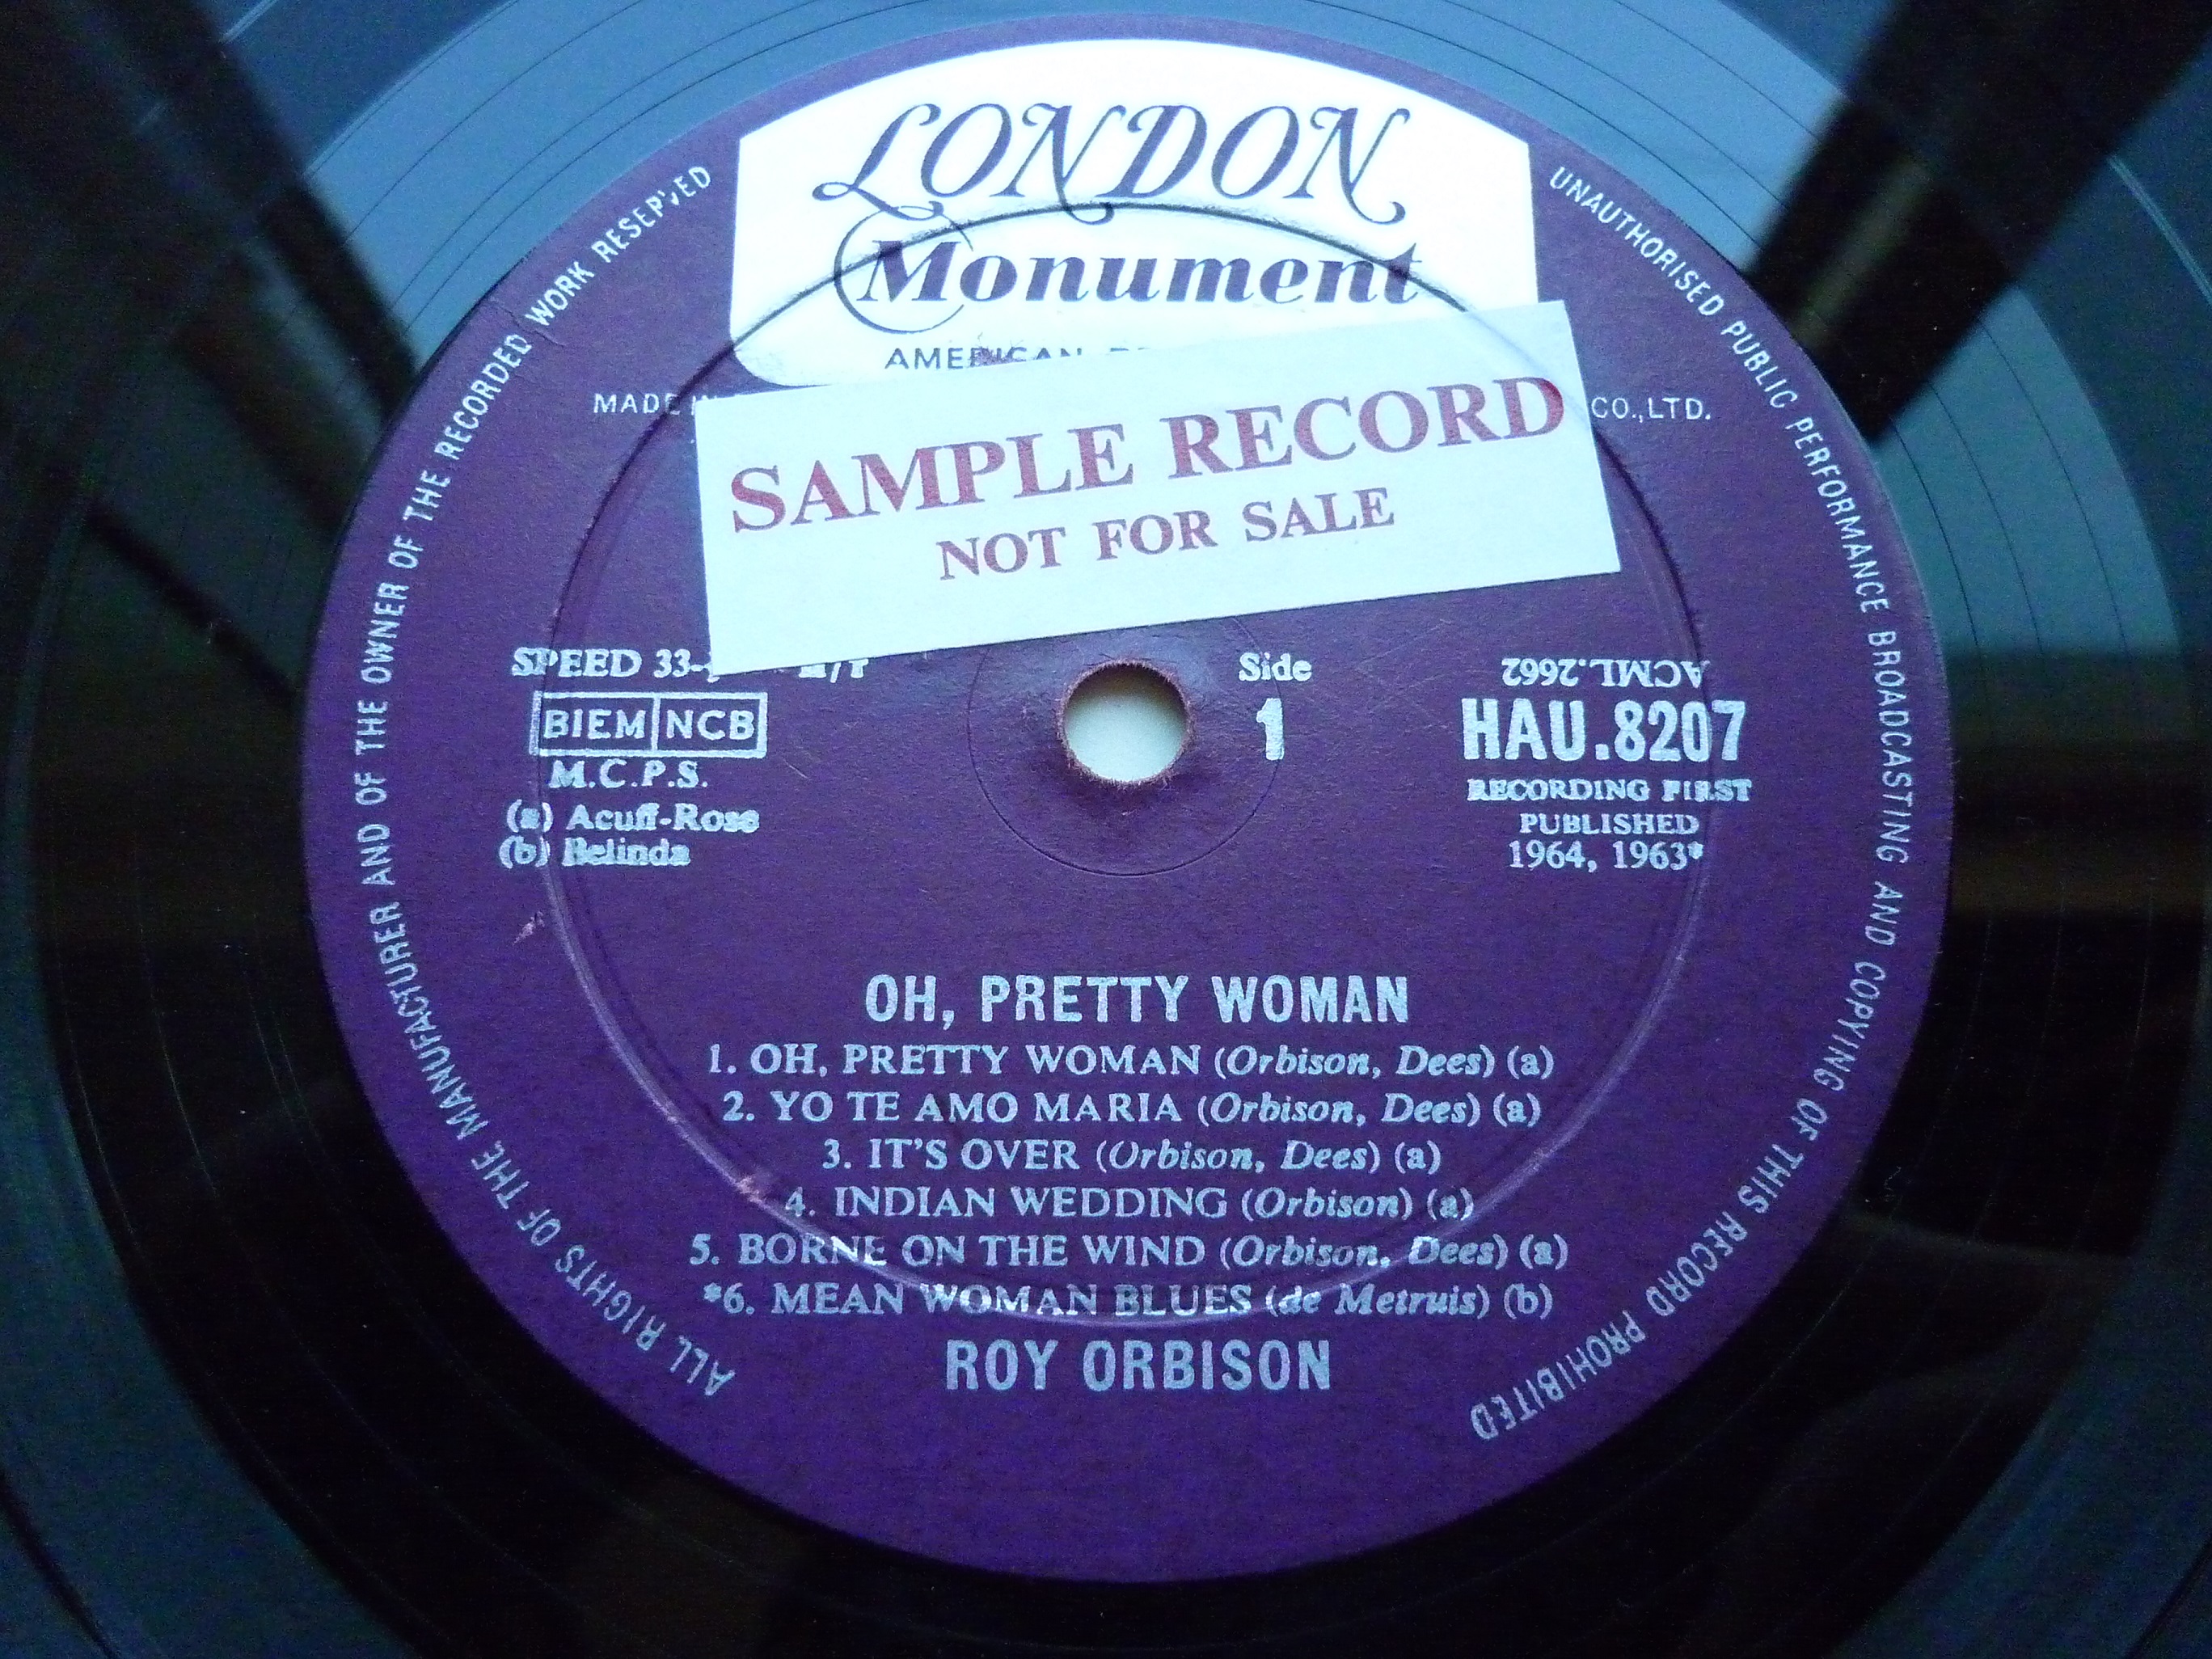 LONDON
Monument
AMERICAN
MADE IN
CO.,LTD.
SAMPLE RECORD
NOT FOR SALE
SPEED 33-
BIEM NCB
M.C.P.S.
(a) Acuff-Rose
(b) Belinda
Side
1
ACML.2662
HAU.8207
RECORDING FIRST
PUBLISHED
1964, 1963*
OH, PRETTY WOMAN
1. OH, PRETTY WOMAN (Orbison, Dees) (a)
2. YO TE AMO MARIA (Orbison, Dees) (a)
3. IT'S OVER (Orbison, Dees) (a)
4. INDIAN WEDDING (Orbison) (a)
5. BORNE ON THE WIND (Orbison, Dees) (a)
*6. MEAN WOMAN BLUES (de Metruis) (b)
ROY ORBISON
ALL RIGHTS OF THE MANUFACTURER AND OF THE OWNER OF THE RECORDED WORK RESERVED
UNAUTHORISED PUBLIC PERFORMANCE BROADCASTING AND COPYING OF THIS RECORD PROHIBITED